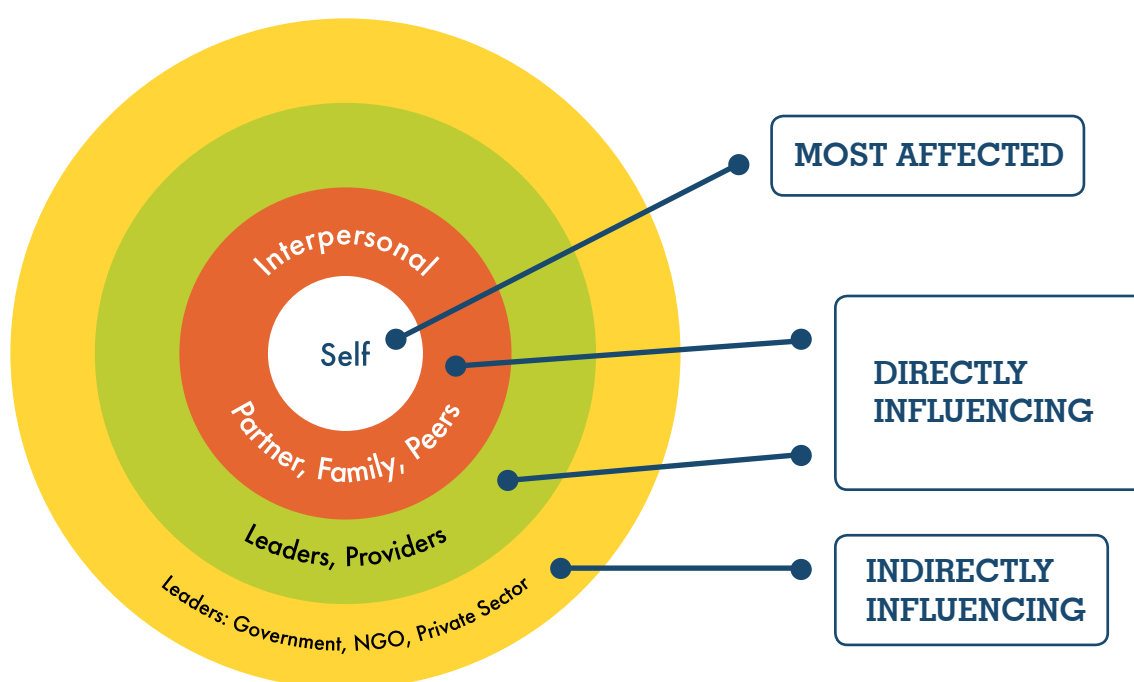 Interpersonal
Self
Partner, Family, Peers
Leaders, Providers
Leaders: Government, NGO, Private Sector
MOST AFFECTED
DIRECTLY
INFLUENCING
INDIRECTLY
INFLUENCING